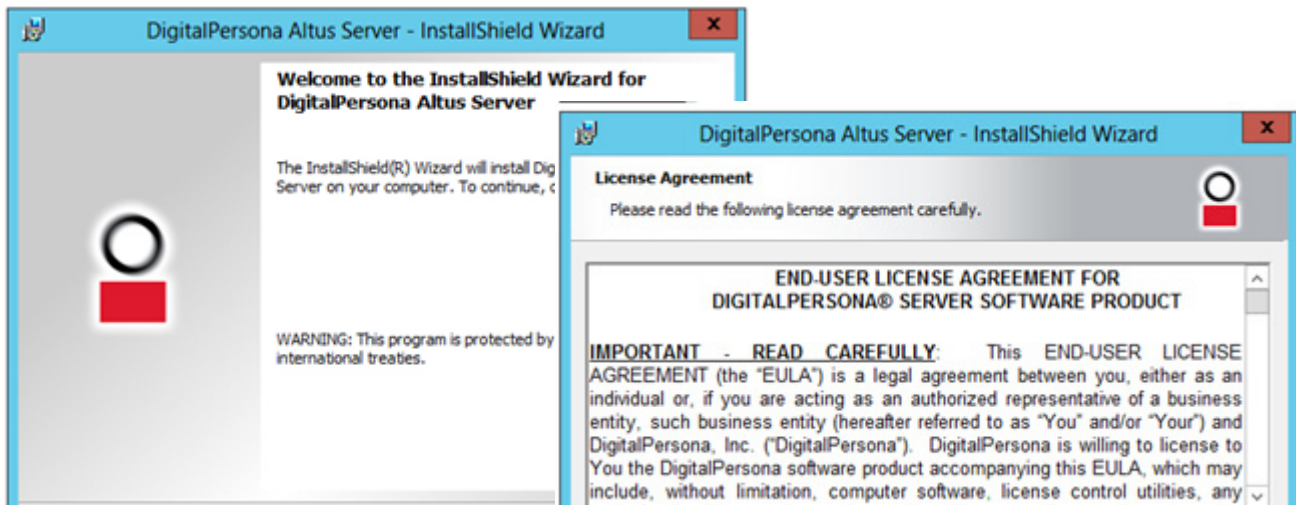 DigitalPersona Altus Server - InstallShield Wizard
Welcome to the InstallShield Wizard for
DigitalPersona Altus Server
The InstallShield(R) Wizard will install
Server on your computer. To continue,
WARNING: This program is protected by
international treaties.
DigitalPersona Altus Server - InstallShield Wizard
License Agreement
Please read the following license agreement carefully.
END-USER LICENSE AGREEMENT FOR
DIGITALPERSONA® SERVER SOFTWARE PRODUCT
IMPORTANT - READ CAREFULLY: This END-USER LICENSE
AGREEMENT (the “EULA”) is a legal agreement between you, either as an
individual or, if you are acting as an authorized representative of a business
entity, such business entity (hereafter referred to as “You” and/or “Your”) and
DigitalPersona, Inc. (“DigitalPersona”). DigitalPersona is willing to license to
You the DigitalPersona software product accompanying this EULA, which may
include, without limitation, computer software, license control utilities, any